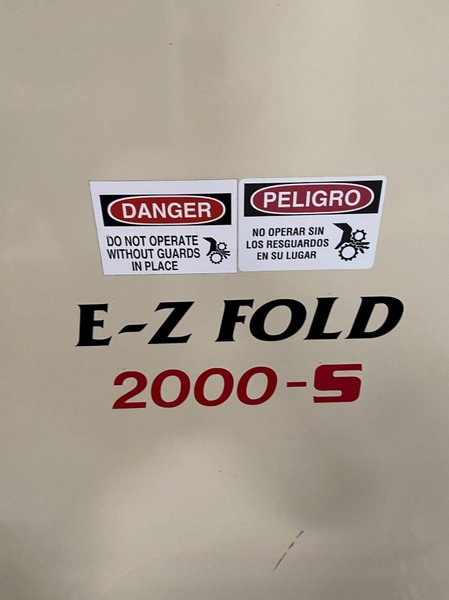 DANGER
DO NOT OPERATE
WITHOUT GUARDS
IN PLACE
PELIGRO
NO OPERAR SIN
LOS RESGUARDOS
EN SU LUGAR
E-Z FOLD
2000-S